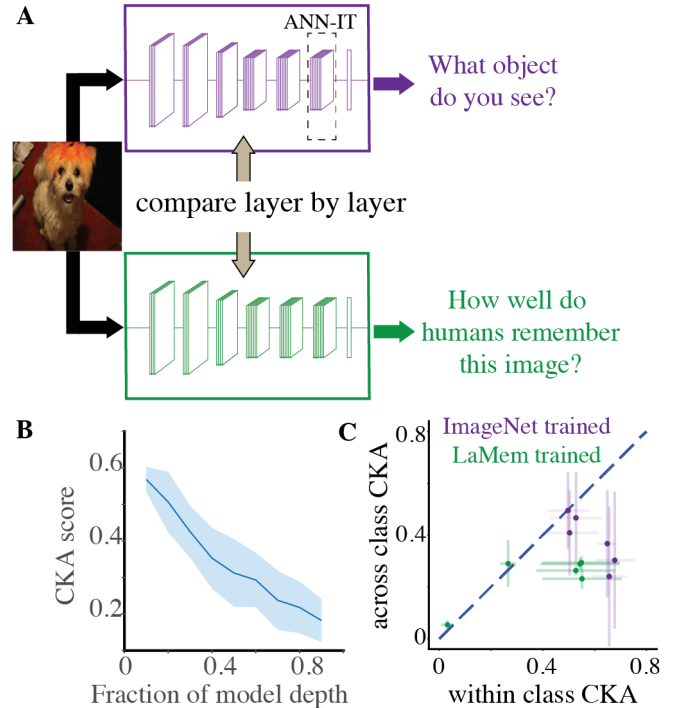 A
ANN-IT
What object
do you see?
compare layer by layer
How well do
humans remember
this image?
B
CKA score
0.6
0.4
0.2
0
0.4
0.8
Fraction of model depth
C
ImageNet trained
LaMem trained
across class CKA
0.8
0.4
0
0
0.4
0.8
within class CKA